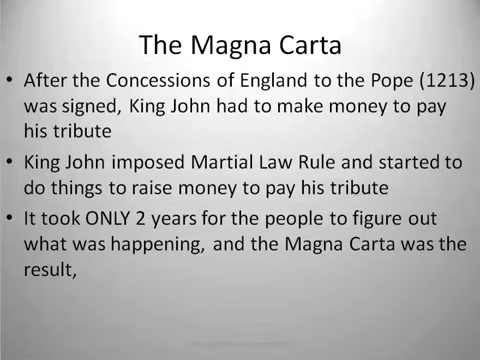 The Magna Carta
• After the Concessions of England to the Pope (1213)
was signed, King John had to make money to pay
his tribute
• King John imposed Martial Law Rule and started to
do things to raise money to pay his tribute
• It took ONLY 2 years for the people to figure out
what was happening, and the Magna Carta was the
result,